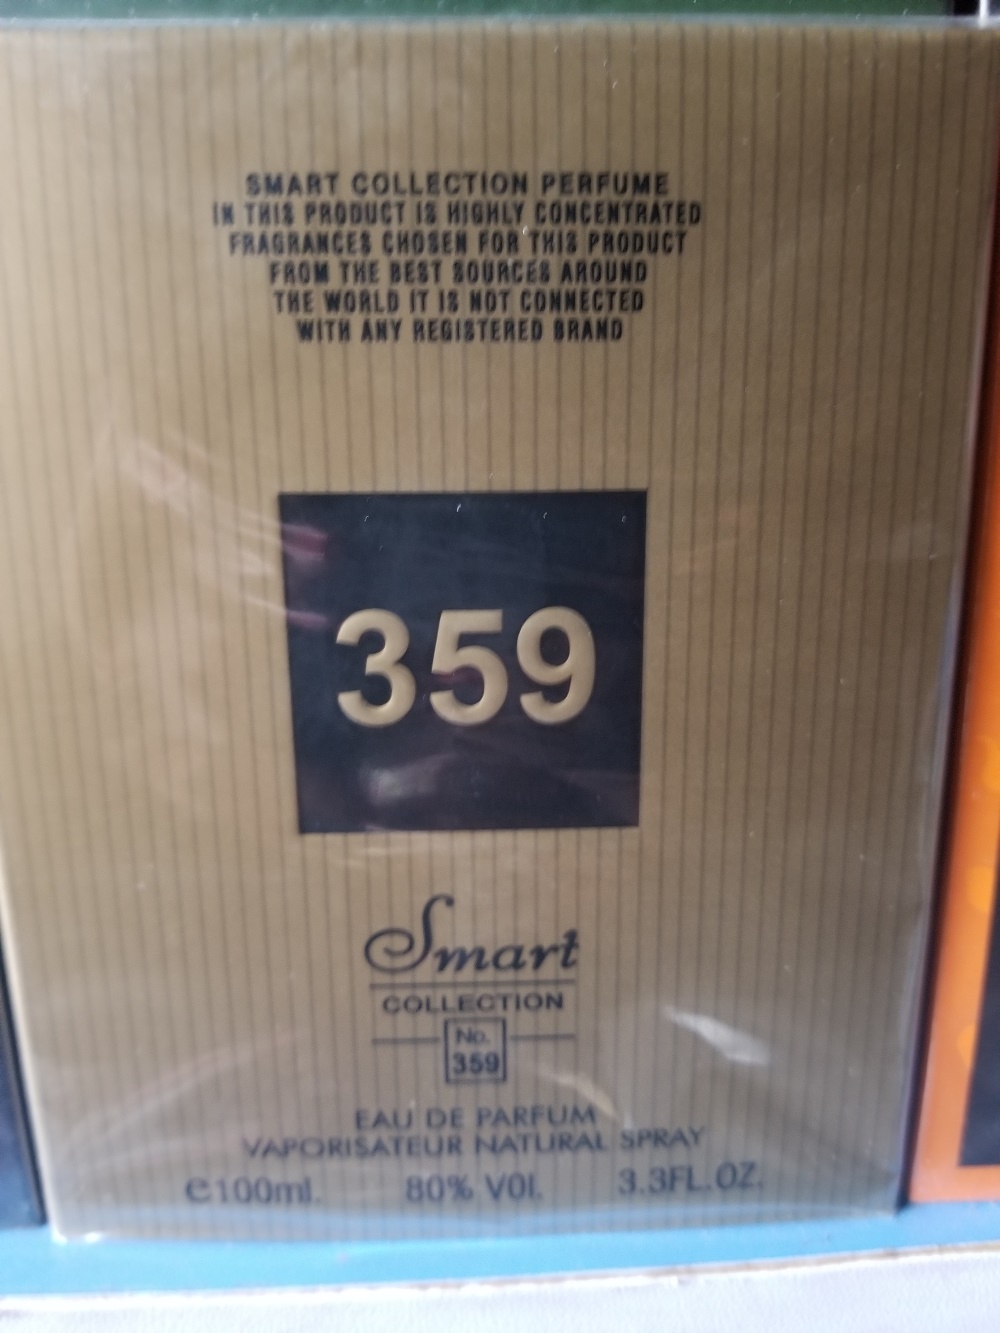 SMART COLLECTION PERFUME
IN THIS PRODUCT IS HIGHLY CONCENTRATED
FRAGRANCES CHOSEN FOR THIS PRODUCT
FROM THE BEST SOURCES AROUND
THE WORLD IT IS NOT CONNECTED
WITH ANY REGISTERED BRAND
359
Smart
COLLECTION
No.
359
EAU DE PARFUM
VAPORISATEUR NATURAL SPRAY
e100ml. 80% VOl. 3.3FL.OZ.